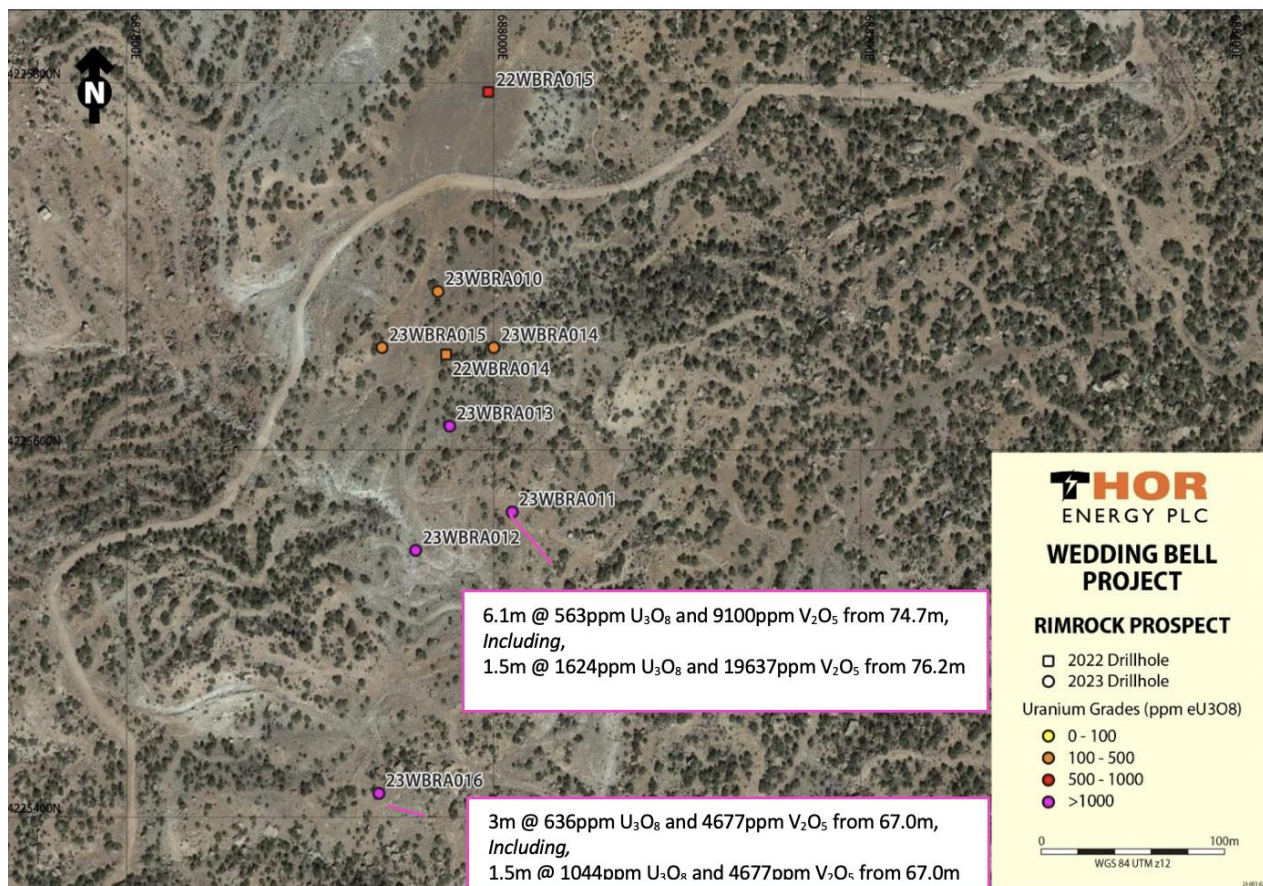 687800E
688000E
4225800N
N
22WBRA015
23WBRA010
23WBRA015
23WBRA014
22WBRA014
23WBRA013
4225600N
23WBRA011
23WBRA012
6.1m @ 563ppm U₃O₈ and 9100ppm V₂O₅ from 74.7m,
Including,
1.5m @ 1624ppm U₃O₈ and 19637ppm V₂O₅ from 76.2m
23WBRA016
4225400N
3m @ 636ppm U₃O₈ and 4677ppm V₂O₅ from 67.0m,
Including,
1.5m @ 1044ppm U₃O₈ and 4677ppm V₂O₅ from 67.0m
THOR
ENERGY PLC
WEDDING BELL
PROJECT
RIMROCK PROSPECT
2022 Drillhole
2023 Drillhole
Uranium Grades (ppm eU3O8)
0 - 100
100 - 500
500 - 1000
>1000
0 100m
WGS 84 UTM z12